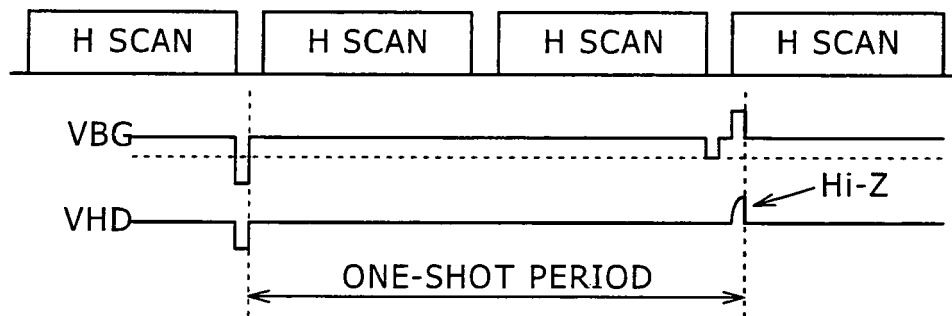 H SCAN H SCAN H SCAN H SCAN
VBG
Hi-Z
VHD
ONE-SHOT PERIOD